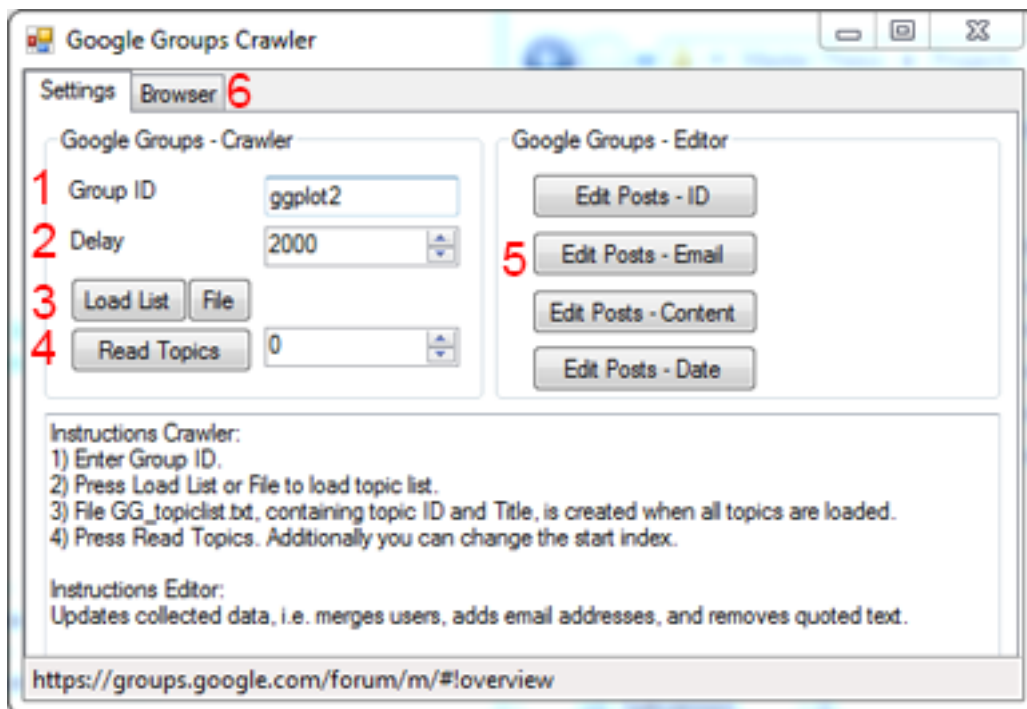 Google Groups Crawler
Settings Browser 6
Google Groups - Crawler
1 Group ID ggplot2
2 Delay 2000
3 Load List File
4 Read Topics 0
Google Groups - Editor
Edit Posts - ID
5 Edit Posts - Email
Edit Posts - Content
Edit Posts - Date
Instructions Crawler:
1) Enter Group ID.
2) Press Load List or File to load topic list.
3) File GG_topiclist.txt, containing topic ID and Title, is created when all topics are loaded.
4) Press Read Topics. Additionally you can change the start index.
Instructions Editor:
Updates collected data, i.e. merges users, adds email addresses, and removes quoted text.
https://groups.google.com/forum/m/#!overview